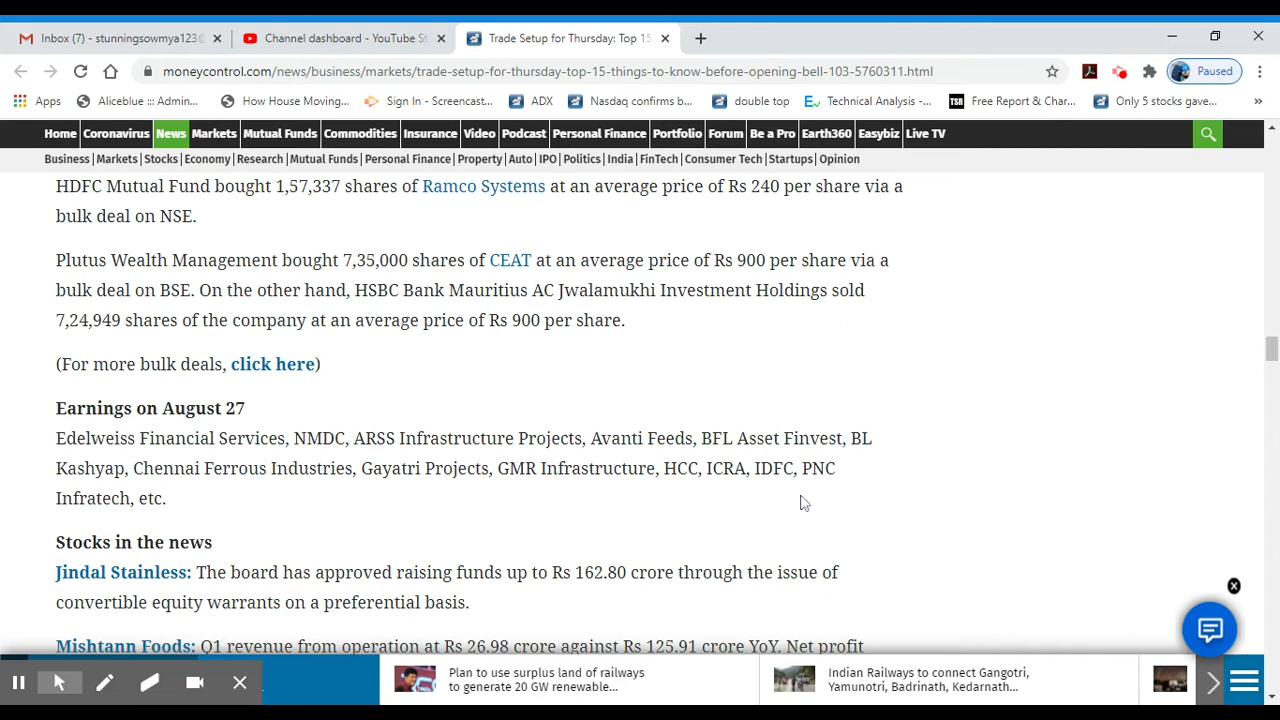 Inbox (7) - stunningsowmya123@
Channel dashboard - YouTube St
Trade Setup for Thursday: Top 15
moneycontrol.com/news/business/markets/trade-setup-for-thursday-top-15-things-to-know-before-opening-bell-103-5760311.html
Paused
Apps Aliceblue ::: Admin... How House Moving... Sign In - Screencast... ADX Nasdaq confirms b... double top Technical Analysis -... Free Report & Char... Only 5 stocks gave... »
Home Coronavirus News Markets Mutual Funds Commodities Insurance Video Podcast Personal Finance Portfolio Forum Be a Pro Earth360 Easybiz Live TV
Business | Markets | Stocks | Economy | Research | Mutual Funds | Personal Finance | Property | Auto | IPO | Politics | India | FinTech | Consumer Tech | Startups | Opinion
HDFC Mutual Fund bought 1,57,337 shares of Ramco Systems at an average price of Rs 240 per share via a
bulk deal on NSE.
Plutus Wealth Management bought 7,35,000 shares of CEAT at an average price of Rs 900 per share via a
bulk deal on BSE. On the other hand, HSBC Bank Mauritius AC Jwalamukhi Investment Holdings sold
7,24,949 shares of the company at an average price of Rs 900 per share.
(For more bulk deals, click here)
Earnings on August 27
Edelweiss Financial Services, NMDC, ARSS Infrastructure Projects, Avanti Feeds, BFL Asset Finvest, BL
Kashyap, Chennai Ferrous Industries, Gayatri Projects, GMR Infrastructure, HCC, ICRA, IDFC, PNC
Infratech, etc.
Stocks in the news
Jindal Stainless: The board has approved raising funds up to Rs 162.80 crore through the issue of
convertible equity warrants on a preferential basis.
Mishtann Foods: Q1 revenue from operation at Rs 26.98 crore against Rs 125.91 crore YoY. Net profit
Plan to use surplus land of railways
to generate 20 GW renewable...
Indian Railways to connect Gangotri,
Yamunotri, Badrinath, Kedarnath...